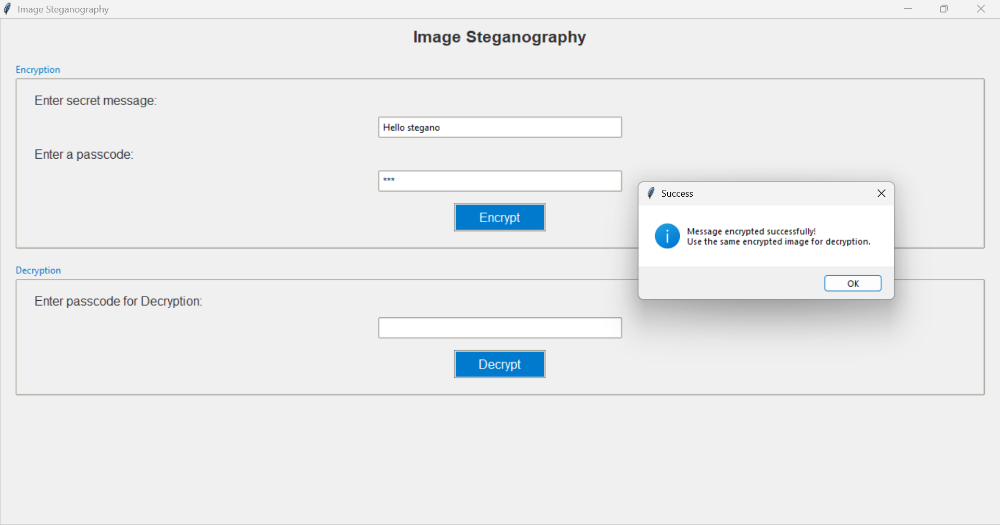 Image Steganography
Image Steganography
Encryption
Enter secret message:
Hello stegano
Enter a passcode:
***
Encrypt
Success
Message encrypted successfully!
Use the same encrypted image for decryption.
OK
Decryption
Enter passcode for Decryption:
Decrypt